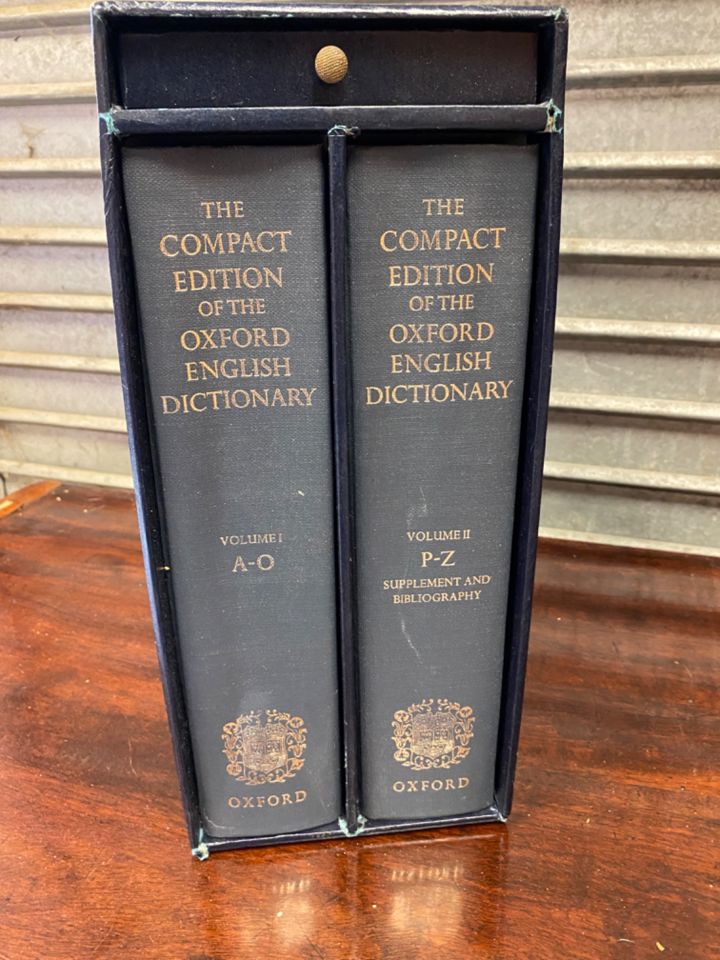 THE
COMPACT
EDITION
OF THE
OXFORD
ENGLISH
DICTIONARY
VOLUME I
A-O
OXFORD
THE
COMPACT
EDITION
OF THE
OXFORD
ENGLISH
DICTIONARY
VOLUME II
P-Z
SUPPLEMENT AND
BIBLIOGRAPHY
OXFORD